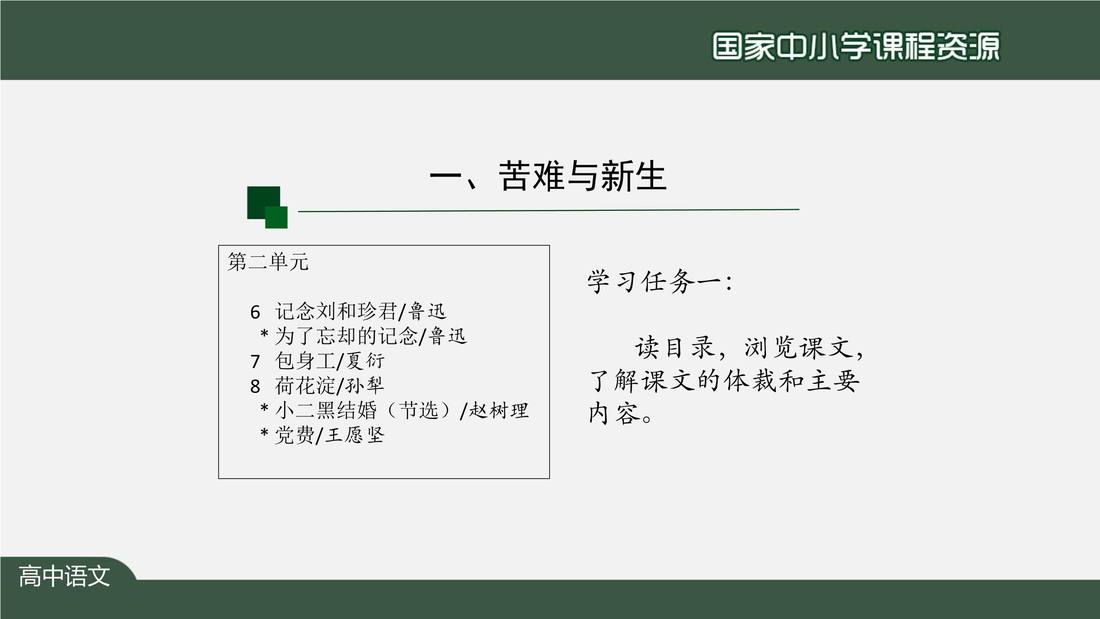 国家中小学课程资源
一、苦难与新生
第二单元
6 记念刘和珍君/鲁迅
* 为了忘却的记念/鲁迅
7 包身工/夏衍
8 荷花淀/孙犁
* 小二黑结婚（节选）/赵树理
* 党费/王愿坚
学习任务一：
读目录，浏览课文，
了解课文的体裁和主要
内容。
高中语文